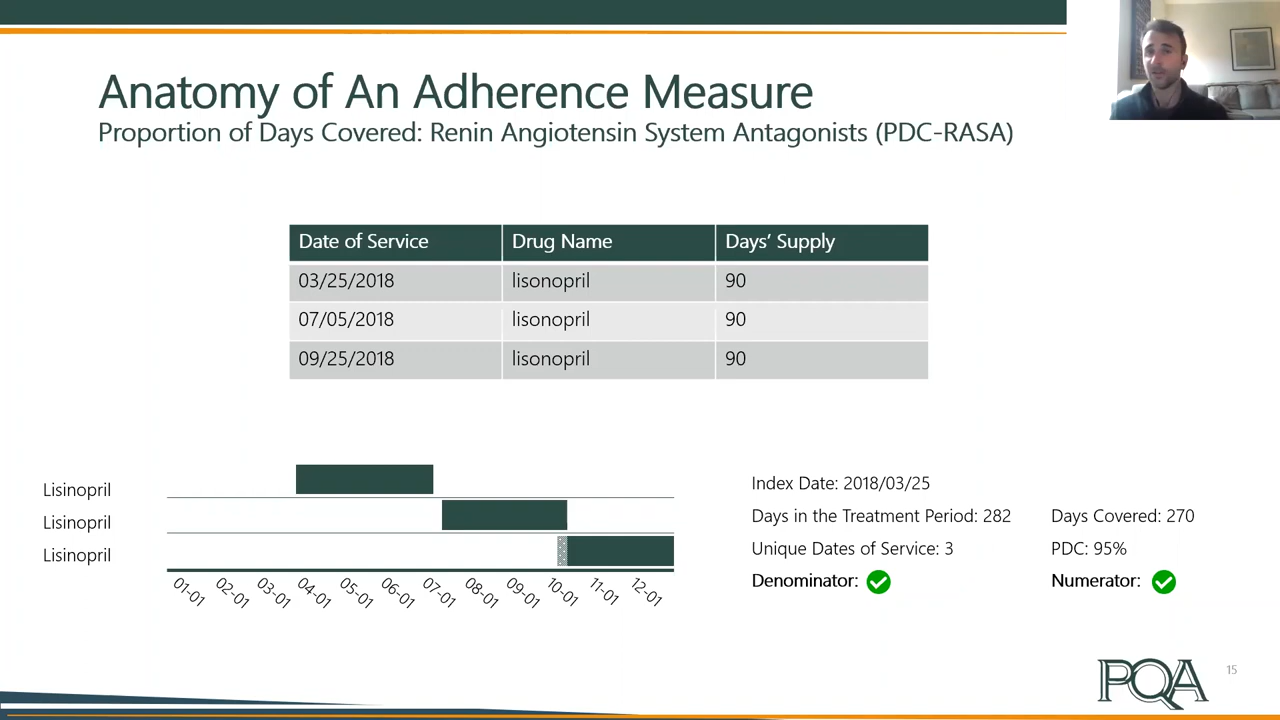 Anatomy of An Adherence Measure
Proportion of Days Covered: Renin Angiotensin System Antagonists (PDC-RASA)
Date of Service Drug Name Days' Supply
03/25/2018 lisonopril 90
07/05/2018 lisonopril 90
09/25/2018 lisonopril 90
Lisinopril
Lisinopril
Lisinopril
01-01 02-01 03-01 04-01 05-01 06-01 07-01 08-01 09-01 10-01 11-01 12-01
Index Date: 2018/03/25
Days in the Treatment Period: 282 Days Covered: 270
Unique Dates of Service: 3 PDC: 95%
Denominator: Numerator:
PQA
15